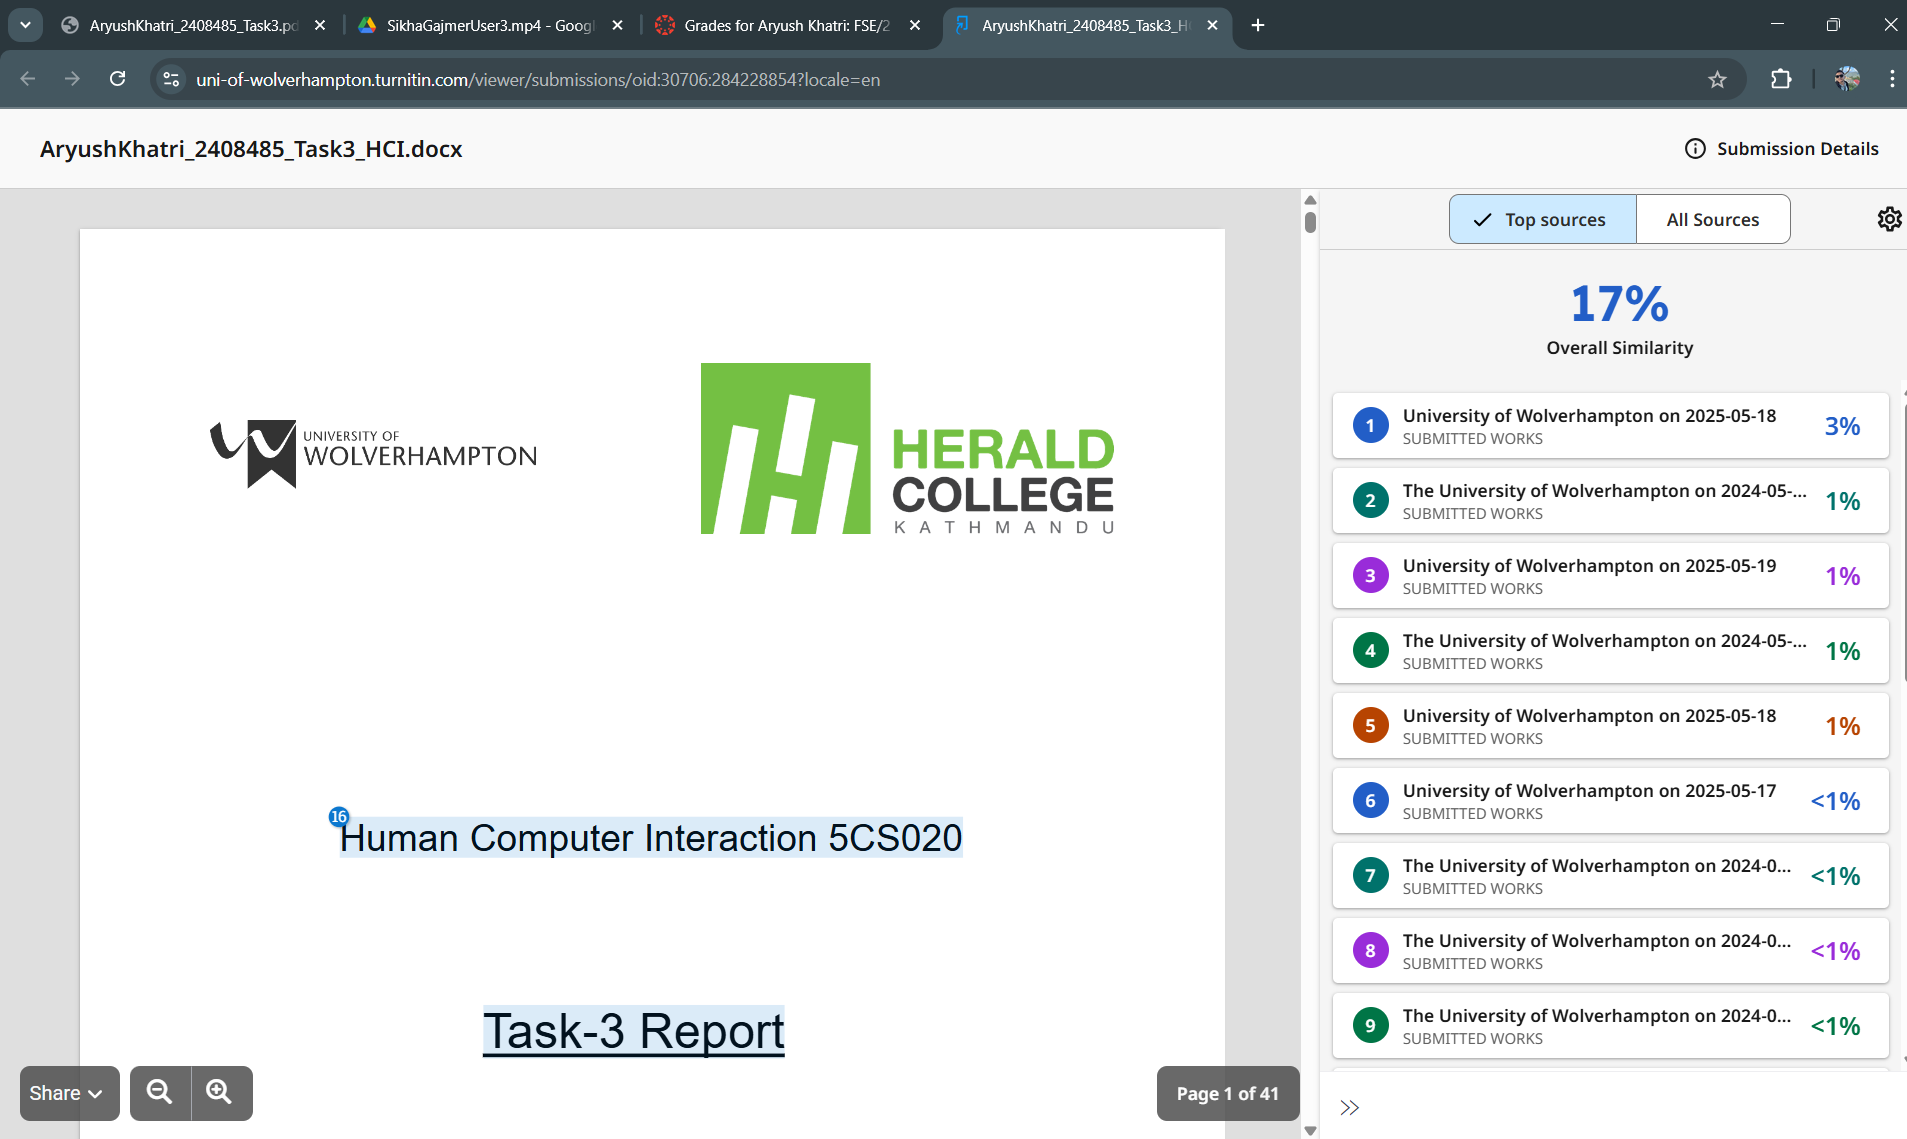 AryushKhatri_2408485_Task3.pd
SikhaGajmerUser3.mp4 - Googl
Grades for Aryush Khatri: FSE/2
AryushKhatri_2408485_Task3_H
uni-of-wolverhampton.turnitin.com/viewer/submissions/oid:30706:284228854?locale=en
AryushKhatri_2408485_Task3_HCI.docx
Submission Details
UNIVERSITY OF
WOLVERHAMPTON
HERALD
COLLEGE
KATHMANDU
16
Human Computer Interaction 5CS020
Task-3 Report
Share
Page 1 of 41
Top sources
All Sources
17%
Overall Similarity
1
University of Wolverhampton on 2025-05-18
SUBMITTED WORKS
3%
2
The University of Wolverhampton on 2024-05-...
SUBMITTED WORKS
1%
3
University of Wolverhampton on 2025-05-19
SUBMITTED WORKS
1%
4
The University of Wolverhampton on 2024-05-...
SUBMITTED WORKS
1%
5
University of Wolverhampton on 2025-05-18
SUBMITTED WORKS
1%
6
University of Wolverhampton on 2025-05-17
SUBMITTED WORKS
<1%
7
The University of Wolverhampton on 2024-0...
SUBMITTED WORKS
<1%
8
The University of Wolverhampton on 2024-0...
SUBMITTED WORKS
<1%
9
The University of Wolverhampton on 2024-0...
SUBMITTED WORKS
<1%